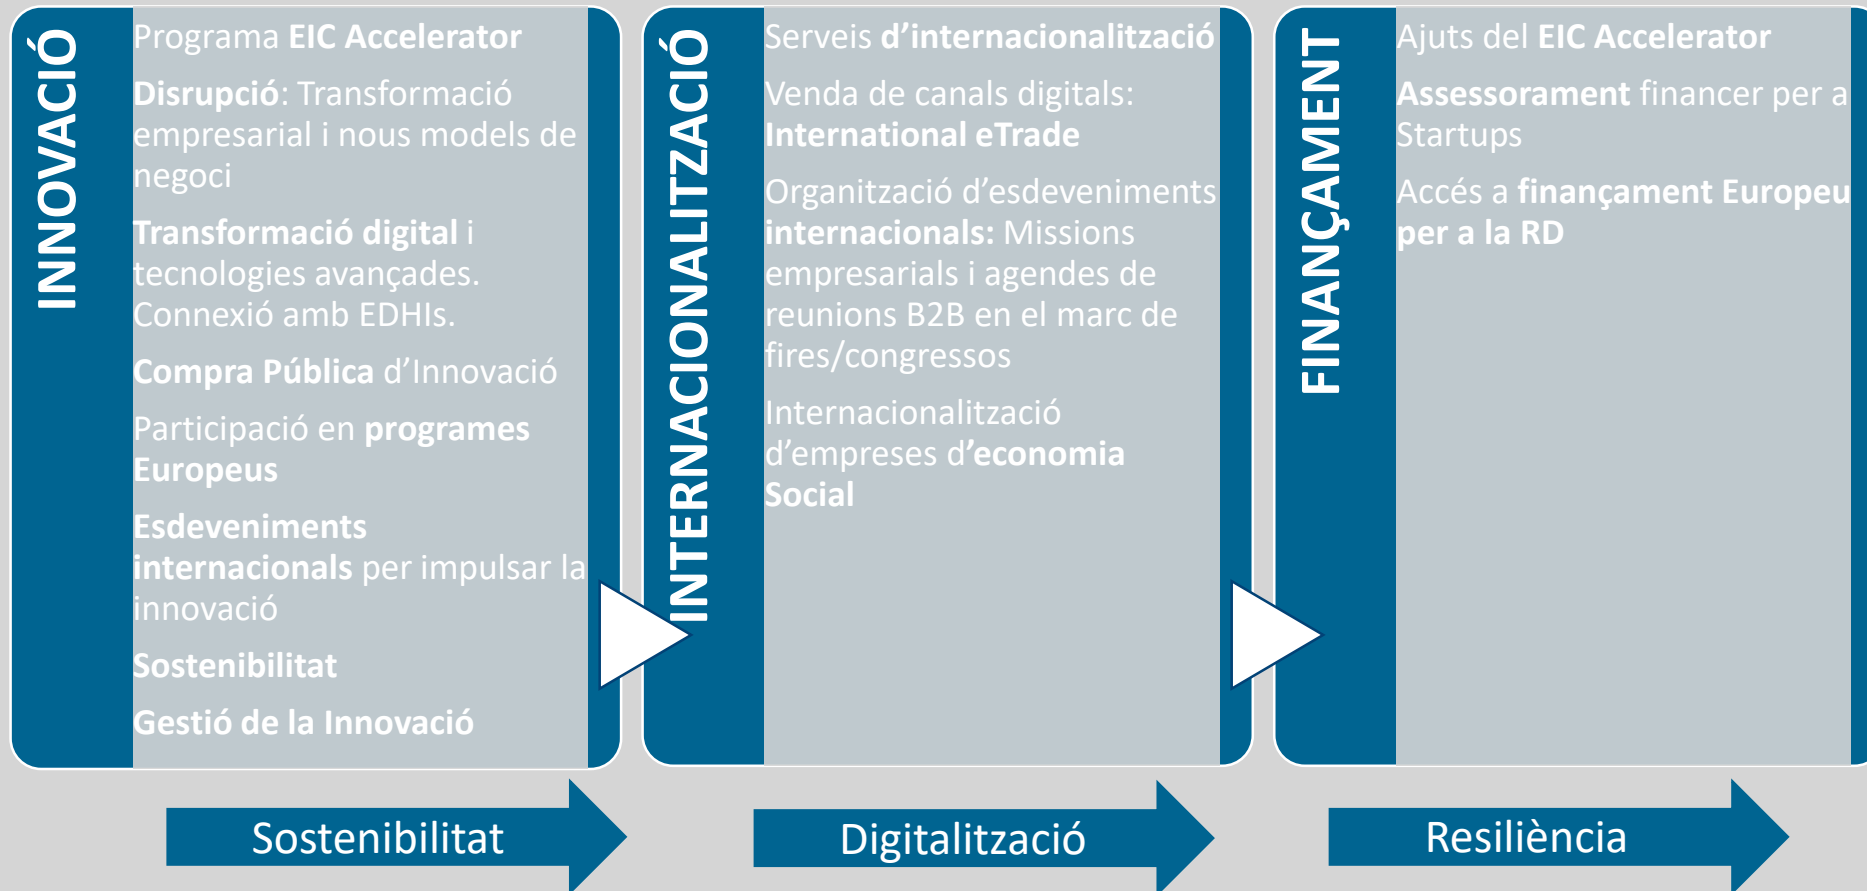 INNOVACIÓ
Programa EIC Accelerator
Disrupció: Transformació
empresarial i nous models de
negoci
Transformació digital i
tecnologies avançades.
Connexió amb EDHIs.
Compra Pública d’Innovació
Participació en programes
Europeus
Esdeveniments
internacionals per impulsar la
innovació
Sostenibilitat
Gestió de la Innovació
INTERNACIONALITZACIÓ
Serveis d’internacionalització
Venda de canals digitals:
International eTrade
Organització d’esdeveniments
internacionals: Missions
empresarials i agendes de
reunions B2B en el marc de
fires/congressos
Internacionalització
d’empreses d’economia
Social
FINANÇAMENT
Ajuts del EIC Accelerator
Assessorament financer per a
Startups
Accés a finançament Europeu
per a la RD
Sostenibilitat
Digitalització
Resiliència